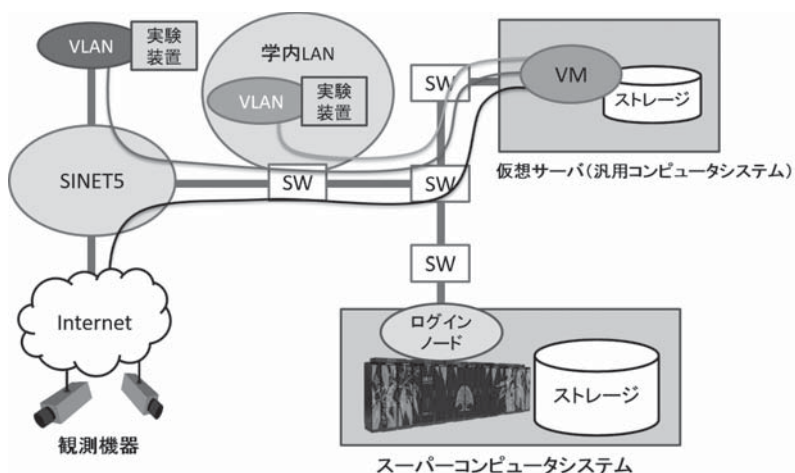 VLAN
実験
装置
学内LAN
VLAN
実験
装置
SW
VM
ストレージ
仮想サーバ(汎用コンピュータシステム)
SINET5
SW
SW
SW
Internet
ログイン
ノード
ストレージ
観測機器
スーパーコンピュータシステム